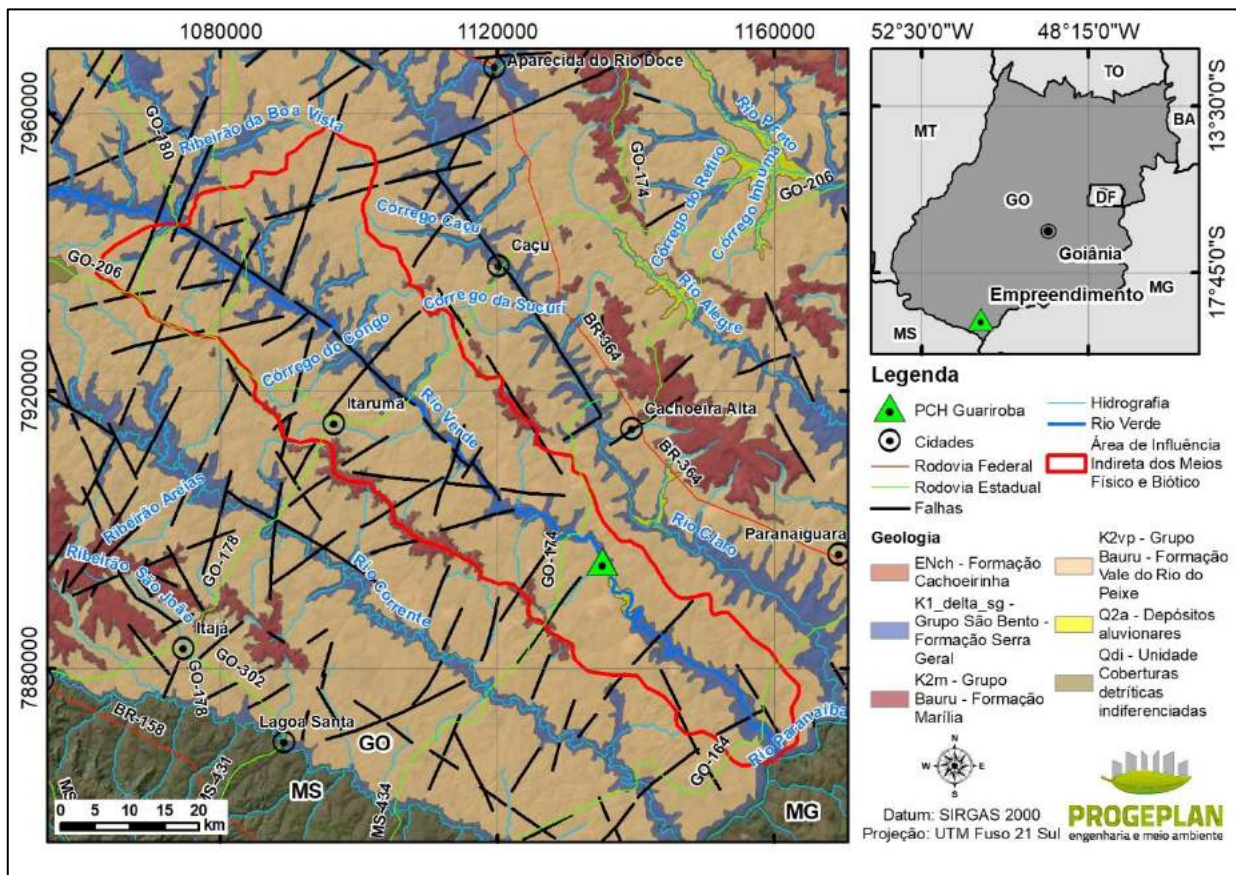 1080000
1120000
1160000
7960000
7920000
7880000
Aparecida do Rio Doce
GO-180
Ribeirão da Boa Vista
Rio Preto
GO-174
Córrego do Retiro
Córrego Inhuma
GO-206
Córrego Caçu
Caçu
GO-206
Rio Alegre
Córrego da Sucuri
BR-364
Córrego do Congo
Itarumã
Rio Verde
Cachoeira Alta
BR-364
Ribeirão Areias
Ribeirão São João
GO-178
Rio Claro
Paranaiguara
GO-174
Rio Corrente
Itajá
GO-302
GO-178
Lagoa Santa
GO
GO-164
Rio Paranaíba
BR-158
MS-431
MS
MS
MS-434
MG
0 5 10 15 20
km
52°30'0"W
48°15'0"W
13°30'0"S
17°45'0"S
TO
MT
BA
GO
DF
Goiânia
Empreendimento
MG
MS
Legenda
PCH Guariroba
Cidades
Rodovia Federal
Rodovia Estadual
Falhas
Hidrografia
Rio Verde
Área de Influência
Indireta dos Meios
Físico e Biótico
Geologia
ENch - Formação
Cachoeirinha
K1_delta_sg -
Grupo São Bento -
Formação Serra
Geral
K2m - Grupo
Bauru - Formação
Marília
K2vp - Grupo
Bauru - Formação
Vale do Rio do
Peixe
Q2a - Depósitos
aluvionares
Qdi - Unidade
Coberturas
detríticas
indiferenciadas
N
W E
S
Datum: SIRGAS 2000
Projeção: UTM Fuso 21 Sul
PROGEPLAN
engenharia e meio ambiente